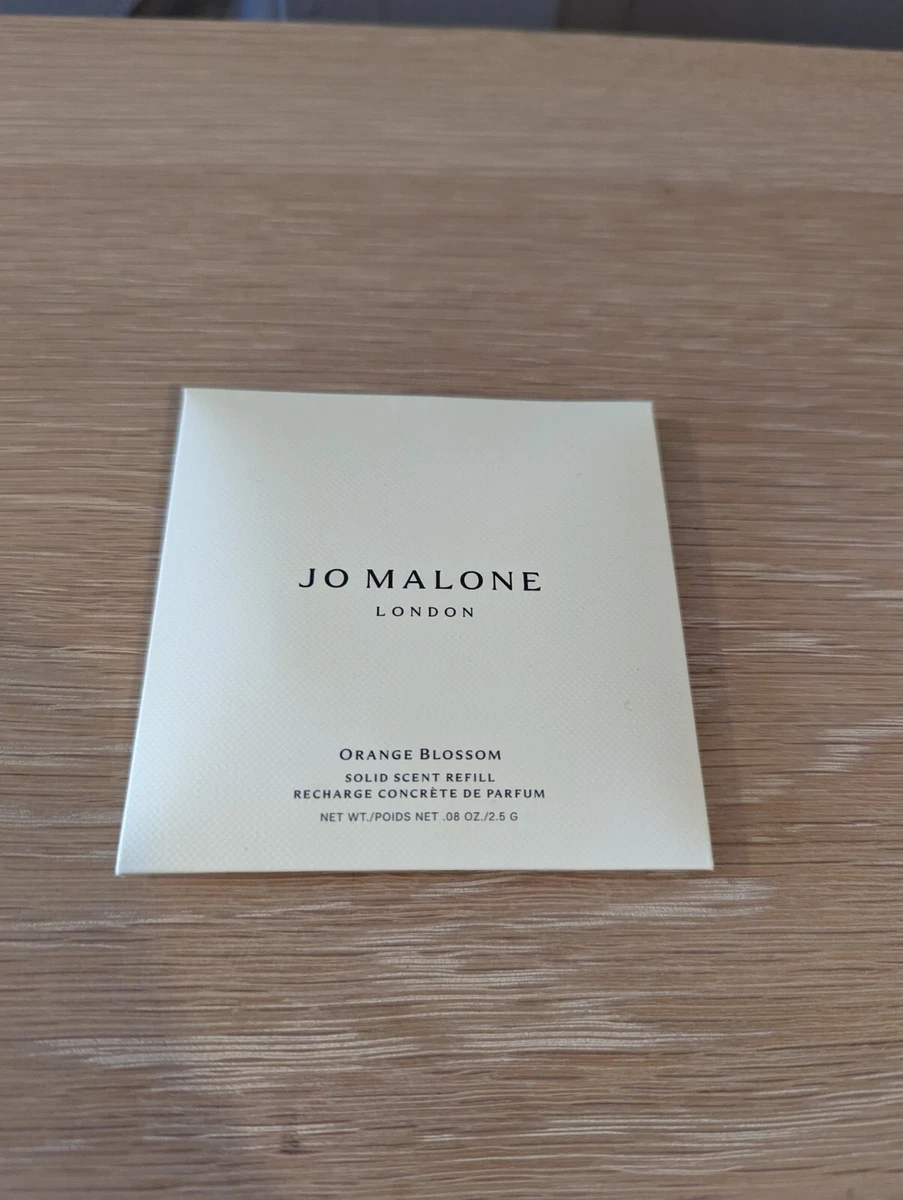 JO MALONE
LONDON
ORANGE BLOSSOM
SOLID SCENT REFILL
RECHARGE CONCRÈTE DE PARFUM
NET WT./POIDS NET .08 OZ./2.5 G